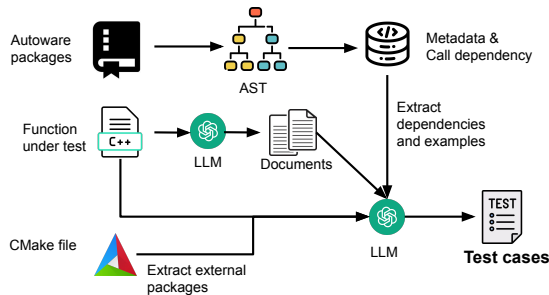 Autoware
packages
AST
Metadata &
Call dependency
Extract
dependencies
and examples
Function
under test
C++
LLM
Documents
TEST
LLM
Test cases
CMake file
Extract external
packages